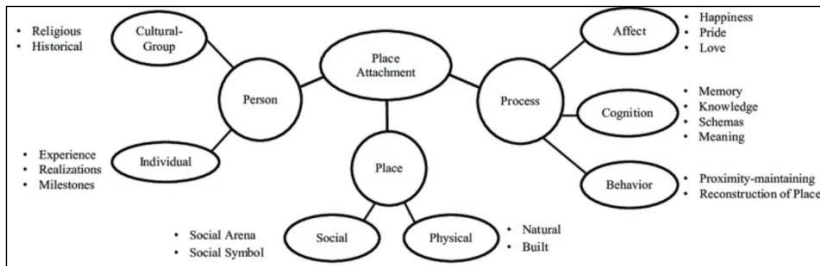 • Religious
• Historical
Cultural-
Group
Place
Attachment
Affect
• Happiness
• Pride
• Love
Person
Process
Cognition
• Memory
• Knowledge
• Schemas
• Meaning
• Experience
• Realizations
• Milestones
Individual
Place
Behavior
• Proximity-maintaining
• Reconstruction of Place
• Social Arena
• Social Symbol
Social
Physical
• Natural
• Built